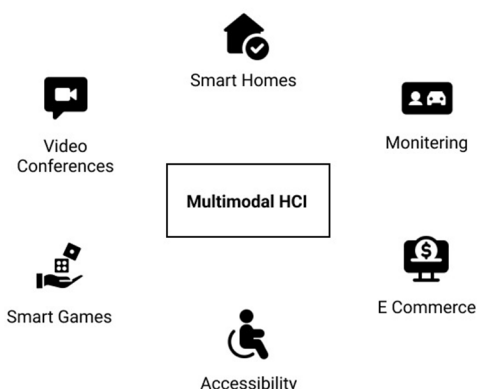 Smart Homes
Video
Conferences
Monitering
Multimodal HCI
Smart Games
E Commerce
Accessibility